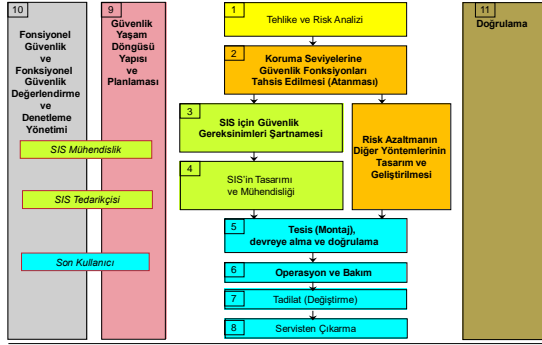 10
Fonsiyonel
Güvenlik
ve
Fonksiyonel
Güvenlik
Değerlendirme
ve
Denetleme
Yönetimi
9
Güvenlik
Yaşam
Döngüsü
Yapısı
ve
Planlaması
SIS Mühendislik
SIS Tedarikçisi
Son Kullanıcı
1
Tehlike ve Risk Analizi
2
Koruma Seviyelerine
Güvenlik Fonksiyonları
Tahsis Edilmesi (Atanması)
3
SIS için Güvenlik
Gereksinimleri Şartnamesi
4
SIS'in Tasarımı
ve Mühendisliği
Risk Azaltmanın
Diğer Yöntemlerinin
Tasarım ve
Geliştirilmesi
5
Tesis (Montaj),
devreye alma ve doğrulama
6
Operasyon ve Bakım
7
Tadilat (Değiştirme)
8
Servisten Çıkarma
11
Doğrulama